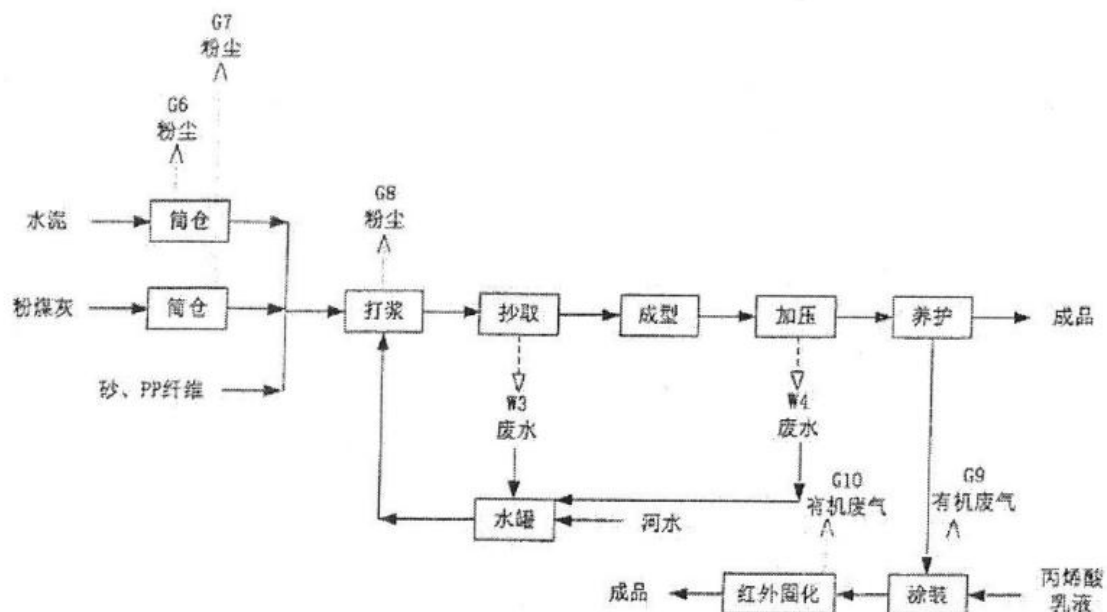 G7
粉尘
G6
粉尘
G8
粉尘
水泥
筒仓
粉煤灰
筒仓
打浆
抄取
成型
加压
养护
成品
砂、PP纤维
W3
废水
W4
废水
G10
有机废气
G9
有机废气
水罐
河水
成品
红外固化
涂装
丙烯酸
乳液